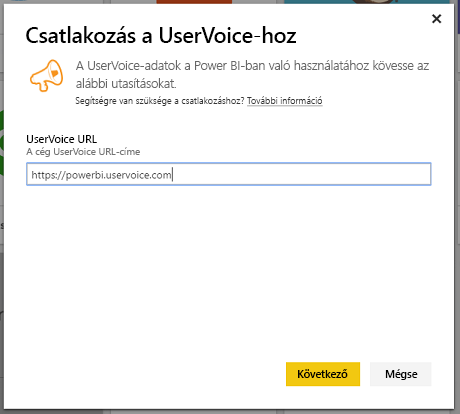 Csatlakozás a UserVoice-hoz
A UserVoice-adatok a Power BI-ban való használatához kövesse az
alábbi utasításokat.
Segítségre van szüksége a csatlakozáshoz? További információ
UserVoice URL
A cég UserVoice URL-címe
https://powerbi.uservoice.com
Következő Mégse